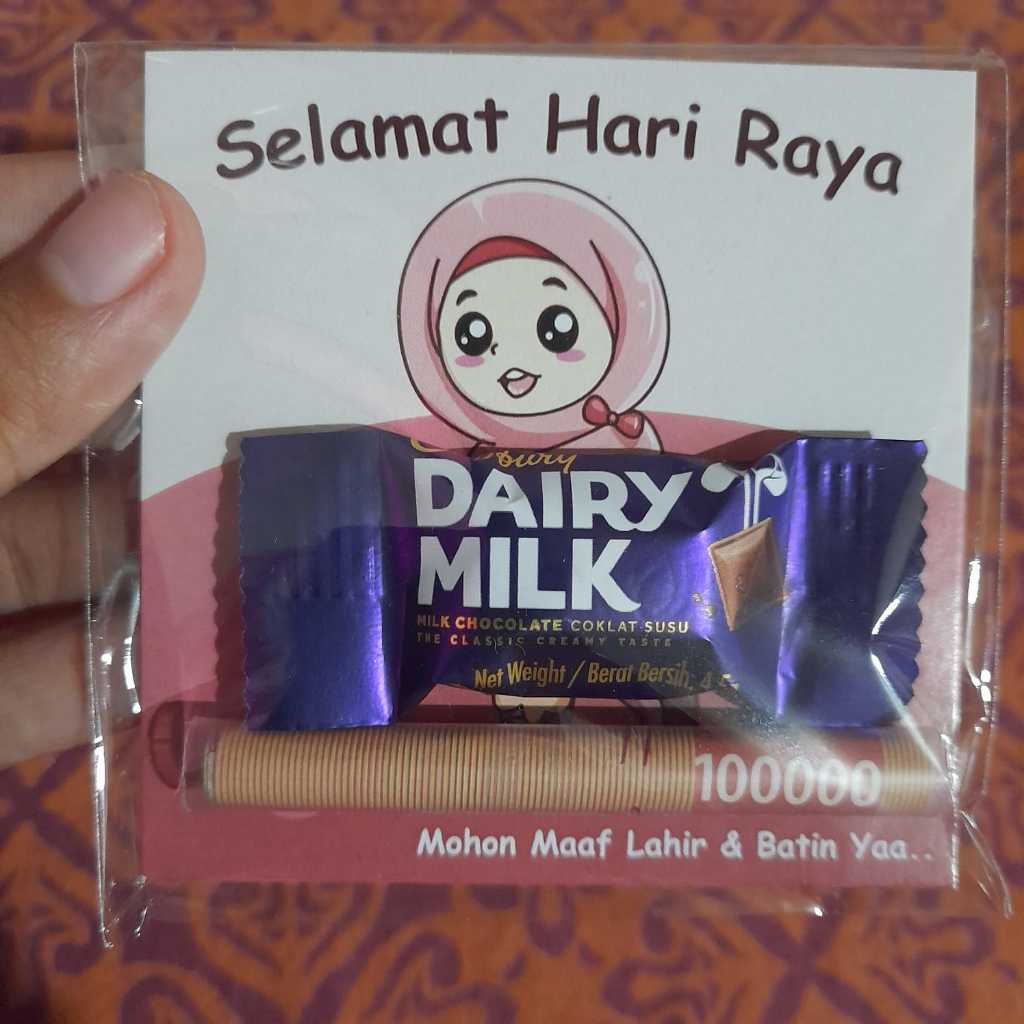 Selamat Hari Raya
DAIRY
MILK
MILK CHOCOLATE COKLAT SUSU
THE CLASSIC CREAMY TASTE
Net Weight / Berat Bersih,
100000
Mohon Maaf Lahir & Batin Yaa..